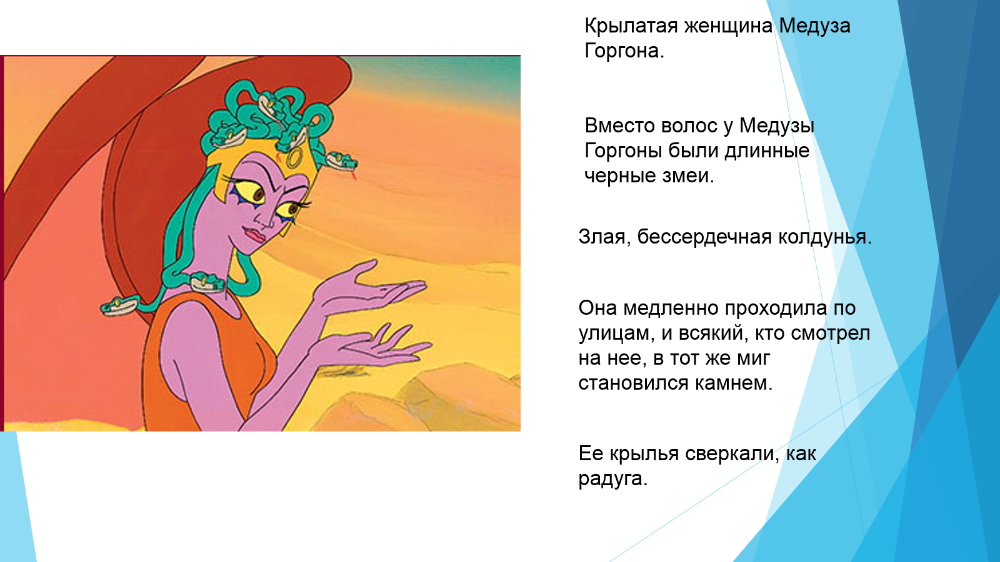 Крылатая женщина Медуза
Горгона.
Вместо волос у Медузы
Горгоны были длинные
черные змеи.
Злая, бессердечная колдунья.
Она медленно проходила по
улицам, и всякий, кто смотрел
на нее, в тот же миг
становился камнем.
Ее крылья сверкали, как
радуга.